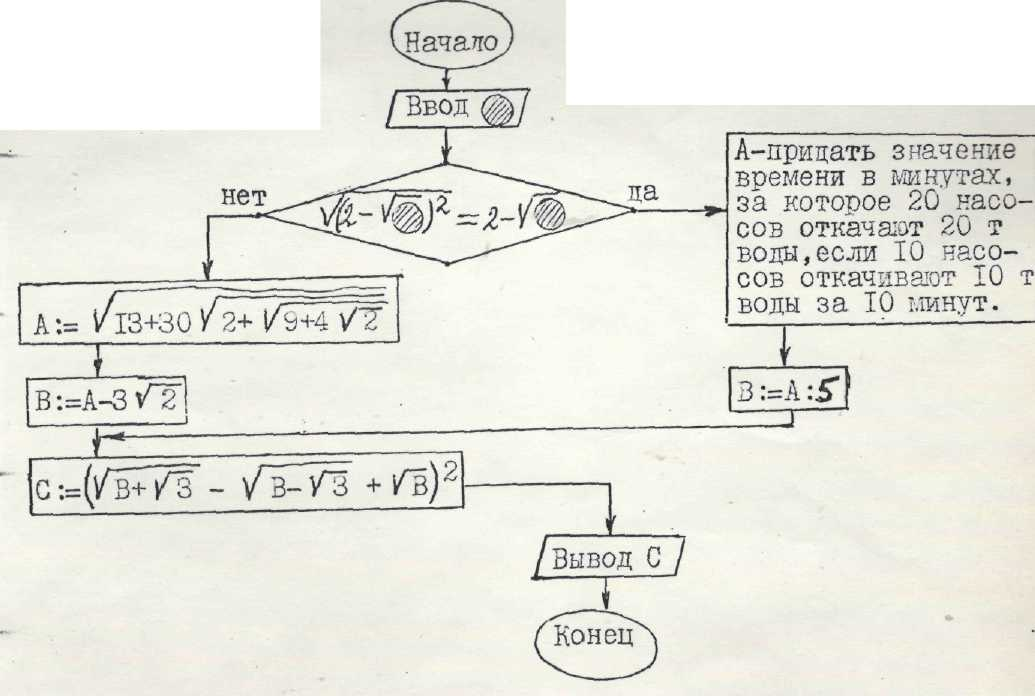 Начало
Ввод
нет
√(2-√ )² = 2-√
да
А-придать значение
времени в минутах,
за которое 20 насо-
сов откачают 20 т
воды, если 10 насо-
сов откачивают 10 т
воды за 10 минут.
А:= √13+30√2+√9+4√2
В:=А-3√2
В:=А:5
С:=(√В+√3 - √В-√3 + √В)²
Вывод С
Конец